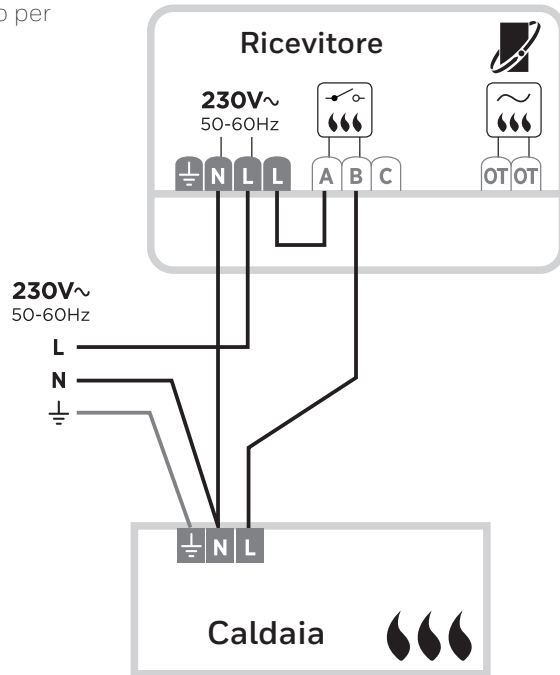 o per
Ricevitore
230V~
50-60Hz
N L L A B C OT OT
230V~
50-60Hz
L
N
N L
Caldaia